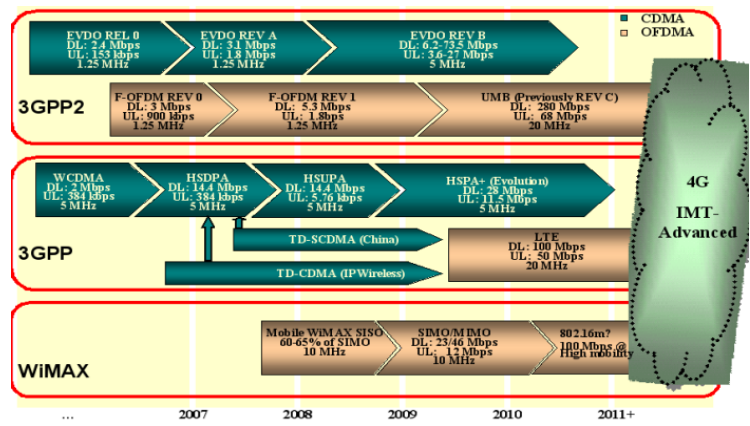 CDMA
OFDMA
EVDO REL 0
DL: 2.4 Mbps
UL: 153 kbps
1.25 MHz
EVDO REV A
DL: 3.1 Mbps
UL: 1.8 Mbps
1.25 MHz
EVDO REV B
DL: 6.2-73.5 Mbps
UL: 3.6-27 Mbps
5 MHz
3GPP2
F-OFDM REV 0
DL: 3 Mbps
UL: 900 kbps
1.25 MHz
F-OFDM REV 1
DL: 5.3 Mbps
UL: 1.8bps
1.25 MHz
UMB (Previously REV C)
DL: 280 Mbps
UL: 68 Mbps
20 MHz
WCDMA
DL: 2 Mbps
UL: 384 kbps
5 MHz
HSDPA
DL: 14.4 Mbps
UL: 384 kbps
5 MHz
HSUPA
DL: 14.4 Mbps
UL: 5.76 kbps
5 MHz
HSPA+ (Evolution)
DL: 28 Mbps
UL: 11.5 Mbps
5 MHz
3GPP
TD-SCDMA (China)
TD-CDMA (IPWireless)
LTE
DL: 100 Mbps
UL: 50 Mbps
20 MHz
4G
IMT-
Advanced
WiMAX
Mobile WiMAX SISO
60-65% of SIMO
10 MHz
SIMO/MIMO
DL: 23/46 Mbps
UL: 12 Mbps
10 MHz
802.16m?
100 Mbps @
High mobility
... 2007 2008 2009 2010 2011+